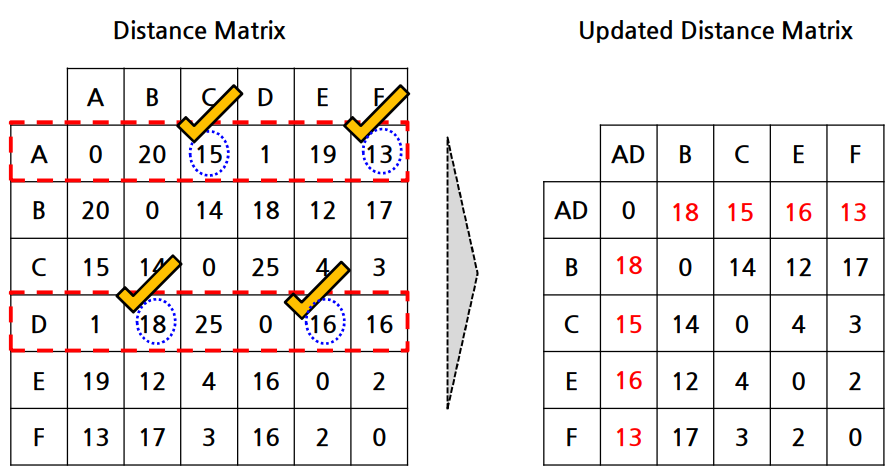 Distance Matrix
A B C D E F
A 0 20 15 1 19 13
B 20 0 14 18 12 17
C 15 14 0 25 4 3
D 1 18 25 0 16 16
E 19 12 4 16 0 2
F 13 17 3 16 2 0
Updated Distance Matrix
AD B C E F
AD 0 18 15 16 13
B 18 0 14 12 17
C 15 14 0 4 3
E 16 12 4 0 2
F 13 17 3 2 0